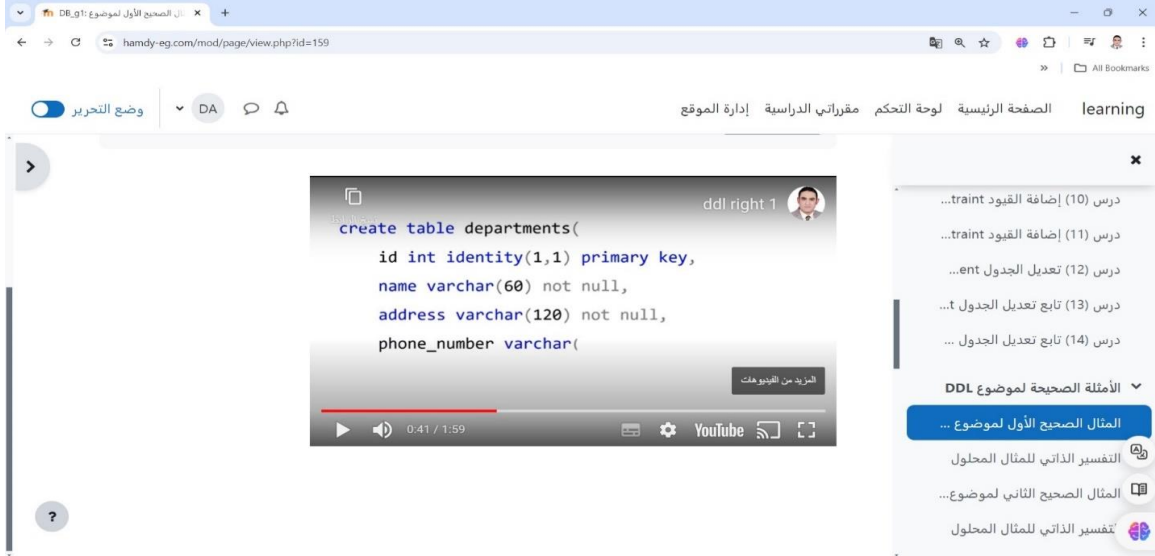 DB_g1: المثال الصحيح الأول لموضوع
hamdy-eg.com/mod/page/view.php?id=159
All Bookmarks
learning
الصفحة الرئيسية
لوحة التحكم
مقرراتي الدراسية
إدارة الموقع
DA
وضع التحرير
ddl right 1
create table departments(
id int identity(1,1) primary key,
name varchar(60) not null,
address varchar(120) not null,
phone_number varchar(
المزيد من الفيديوهات
0:41 / 1:59
YouTube
درس (10) إضافة القيود traint...
درس (11) إضافة القيود traint...
درس (12) تعديل الجدول ent...
درس (13) تابع تعديل الجدول t...
درس (14) تابع تعديل الجدول ...
الأمثلة الصحيحة لموضوع DDL
المثال الصحيح الأول لموضوع ...
التفسير الذاتي للمثال المحلول
المثال الصحيح الثاني لموضوع...
التفسير الذاتي للمثال المحلول
?